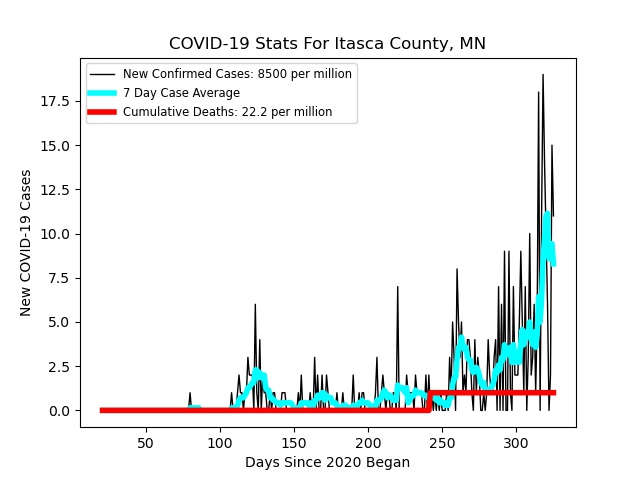 COVID-19 Stats For Itasca County, MN
New Confirmed Cases: 8500 per million
7 Day Case Average
Cumulative Deaths: 22.2 per million
New COVID-19 Cases
17.5
15.0
12.5
10.0
7.5
5.0
2.5
0.0
50 100 150 200 250 300
Days Since 2020 Began